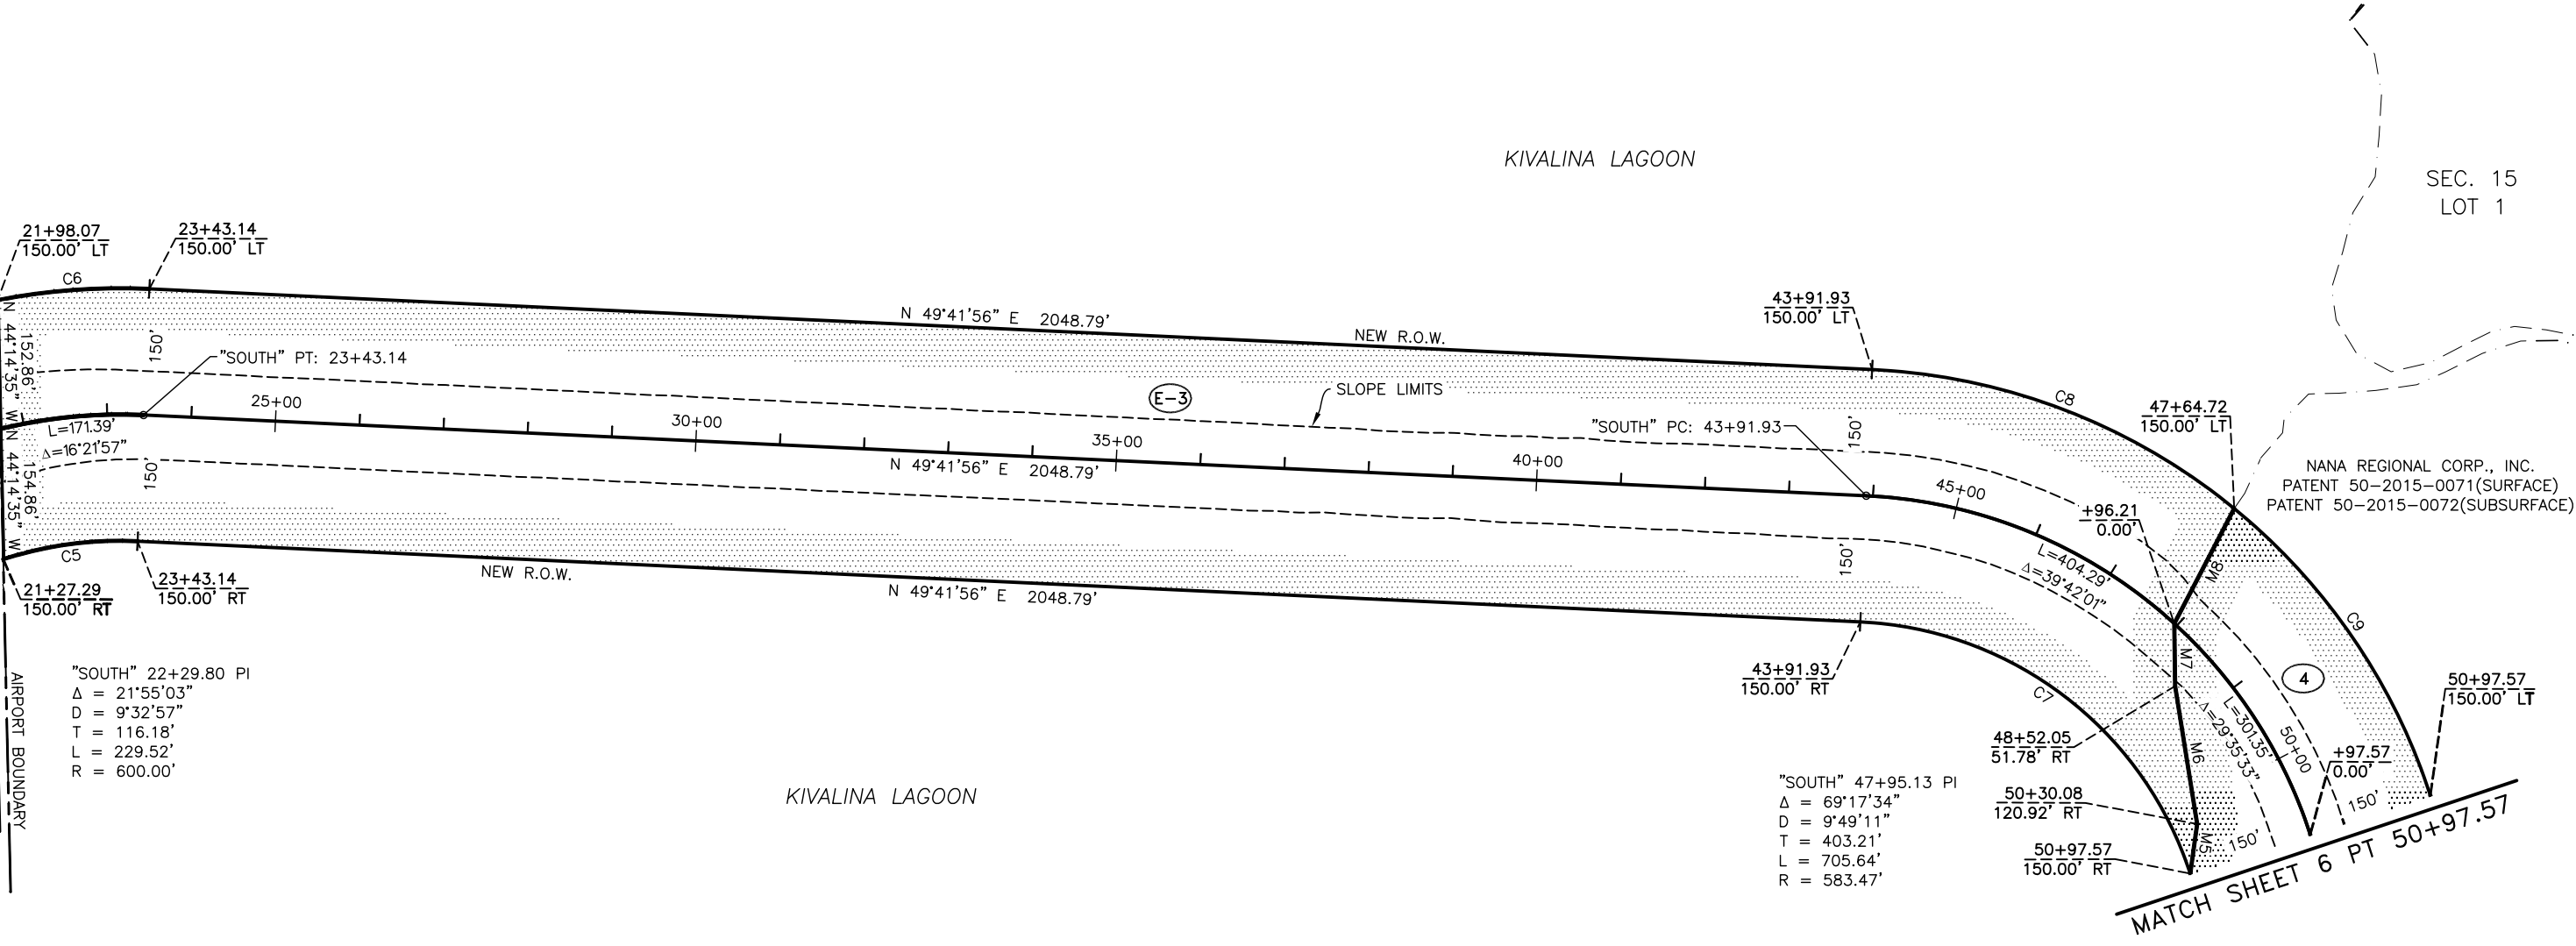 KIVALINA LAGOON
SEC. 15
LOT 1
21+98.07
150.00' LT
23+43.14
150.00' LT
C6
N 44°14'35" W
152.86'
150'
"SOUTH" PT: 23+43.14
N 49°41'56" E 2048.79'
NEW R.O.W.
43+91.93
150.00' LT
SLOPE LIMITS
E-3
C8
47+64.72
150.00' LT
25+00
30+00
35+00
40+00
45+00
L=171.39'
Δ=16°21'57"
N 44°14'35" W
154.86'
150'
N 49°41'56" E 2048.79'
"SOUTH" PC: 43+91.93
150'
NANA REGIONAL CORP., INC.
PATENT 50-2015-0071(SURFACE)
PATENT 50-2015-0072(SUBSURFACE)
+96.21
0.00'
L=404.29'
Δ=39°42'01"
M8
C9
C5
21+27.29
150.00' RT
23+43.14
150.00' RT
NEW R.O.W.
N 49°41'56" E 2048.79'
150'
43+91.93
150.00' RT
C7
M7
4
50+97.57
150.00' LT
AIRPORT BOUNDARY
"SOUTH" 22+29.80 PI
Δ = 21°55'03"
D = 9°32'57"
T = 116.18'
L = 229.52'
R = 600.00'
KIVALINA LAGOON
48+52.05
51.78' RT
M6
L=301.35'
Δ=29°35'33"
50+00
+97.57
0.00'
"SOUTH" 47+95.13 PI
Δ = 69°17'34"
D = 9°49'11"
T = 403.21'
L = 705.64'
R = 583.47'
50+30.08
120.92' RT
50+97.57
150.00' RT
M5
150'
150'
MATCH SHEET 6 PT 50+97.57